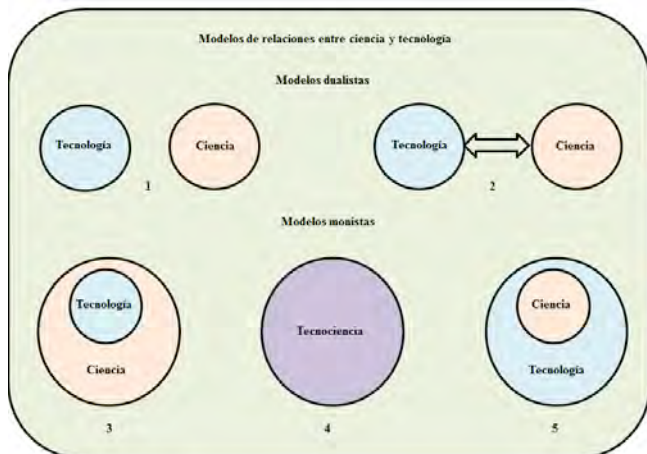 Modelos de relaciones entre ciencia y tecnología
Modelos dualistas
Tecnología
Ciencia
1
Tecnología
Ciencia
2
Modelos monistas
Tecnología
Ciencia
3
Tecnociencia
4
Ciencia
Tecnología
5